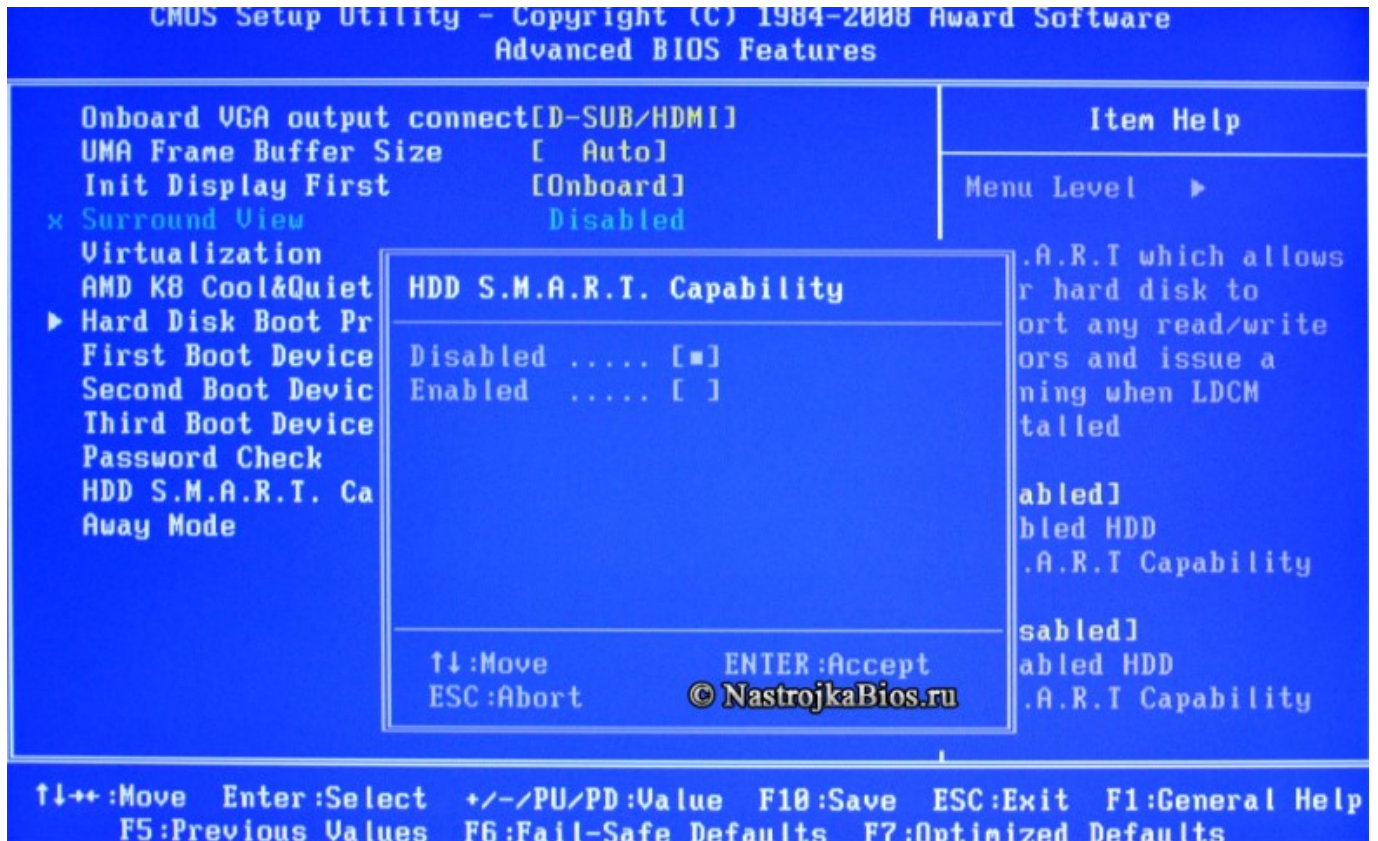 CMOS Setup Utility - Copyright (C) 1984-2008 Award Software
Advanced BIOS Features
Onboard VGA output connect[D-SUB/HDMI]
UMA Frame Buffer Size [ Auto]
Init Display First [Onboard]
x Surround View Disabled
Virtualization
AMD K8 Cool&Quiet
▶ Hard Disk Boot Pr
First Boot Device
Second Boot Devic
Third Boot Device
Password Check
HDD S.M.A.R.T. Ca
Away Mode
HDD S.M.A.R.T. Capability
Disabled ..... [■]
Enabled ..... [ ]
↑↓:Move ENTER:Accept
ESC:Abort
© NastrojkaBios.ru
Item Help
Menu Level ▶
.A.R.T which allows
r hard disk to
ort any read/write
ors and issue a
ning when LDCM
talled
abled]
bled HDD
.A.R.T Capability
sabled]
abled HDD
.A.R.T Capability
↑↓→←:Move Enter:Select +/-/PU/PD:Value F10:Save ESC:Exit F1:General Help
F5:Previous Values F6:Fail-Safe Defaults F7:Optimized Defaults